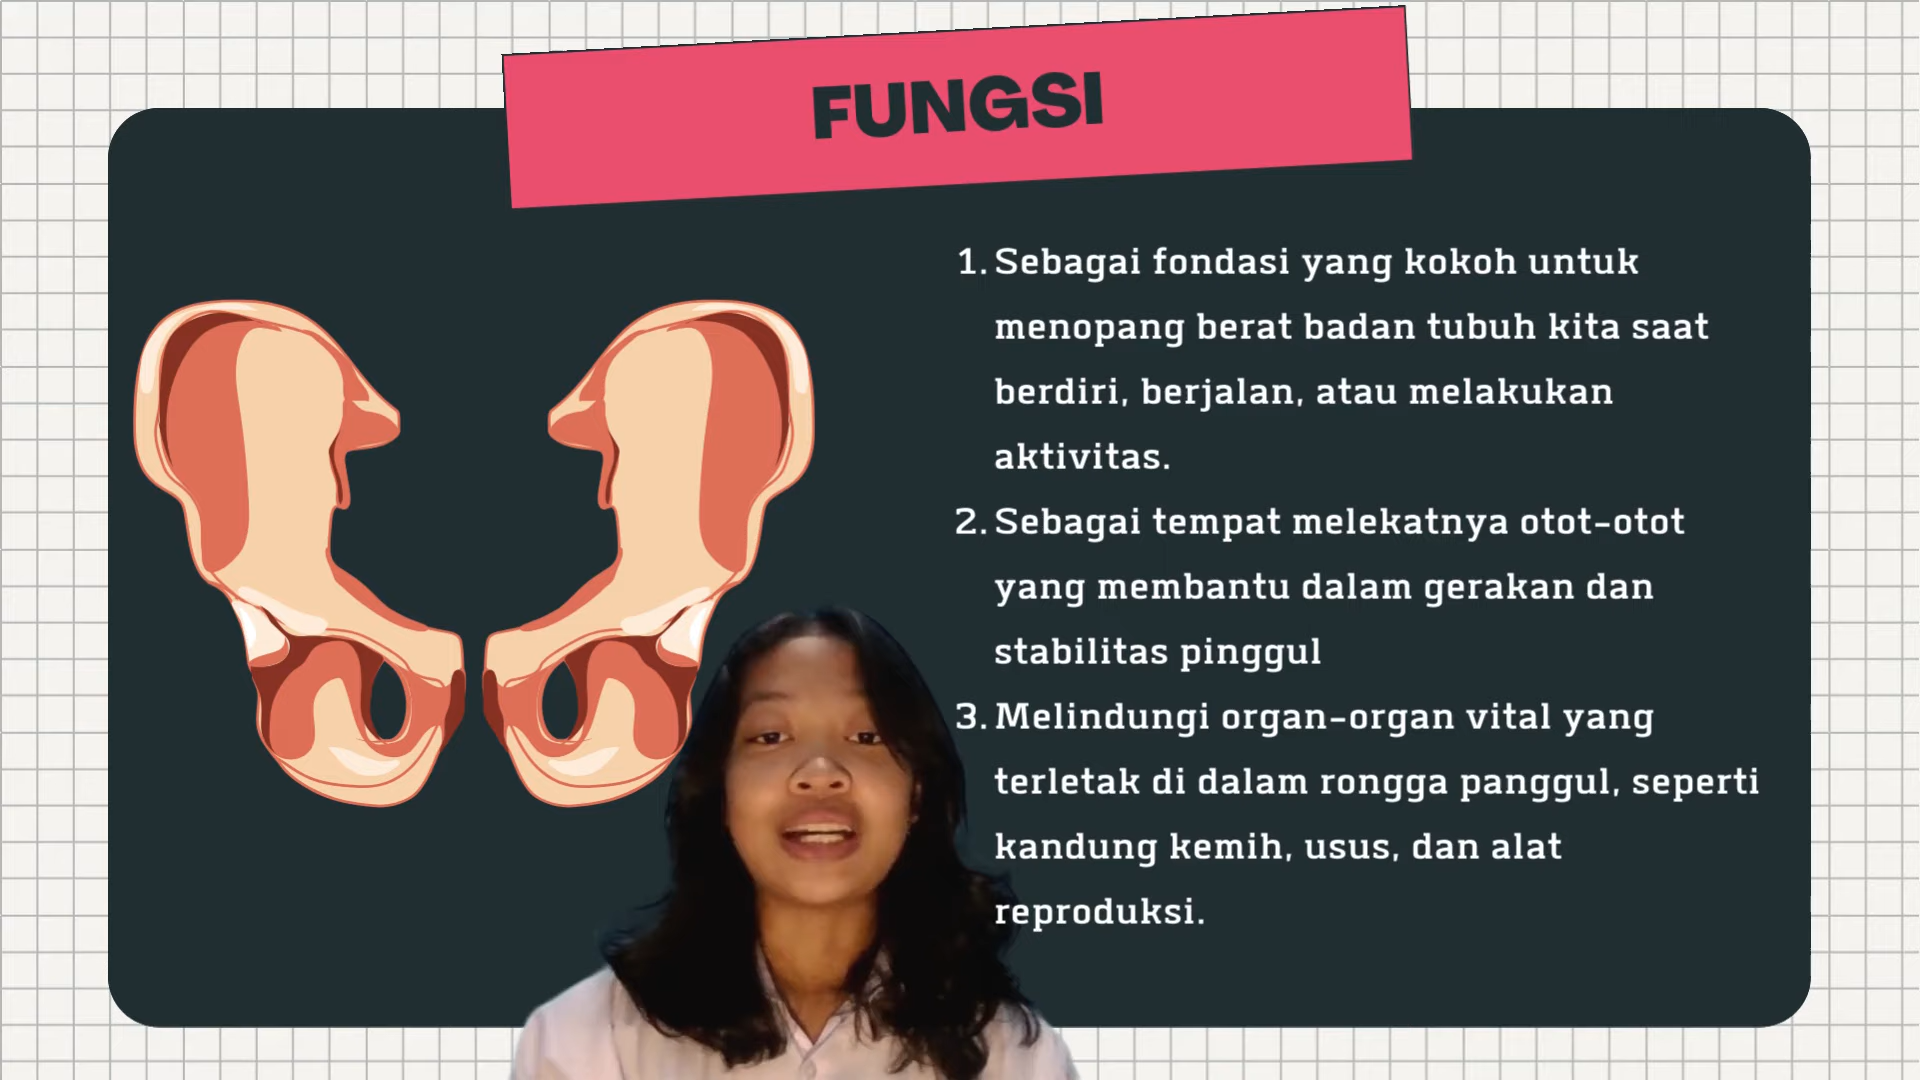 FUNGSI
1. Sebagai fondasi yang kokoh untuk
menopang berat badan tubuh kita saat
berdiri, berjalan, atau melakukan
aktivitas.
2. Sebagai tempat melekatnya otot-otot
yang membantu dalam gerakan dan
stabilitas pinggul
3. Melindungi organ-organ vital yang
terletak di dalam rongga panggul, seperti
kandung kemih, usus, dan alat
reproduksi.